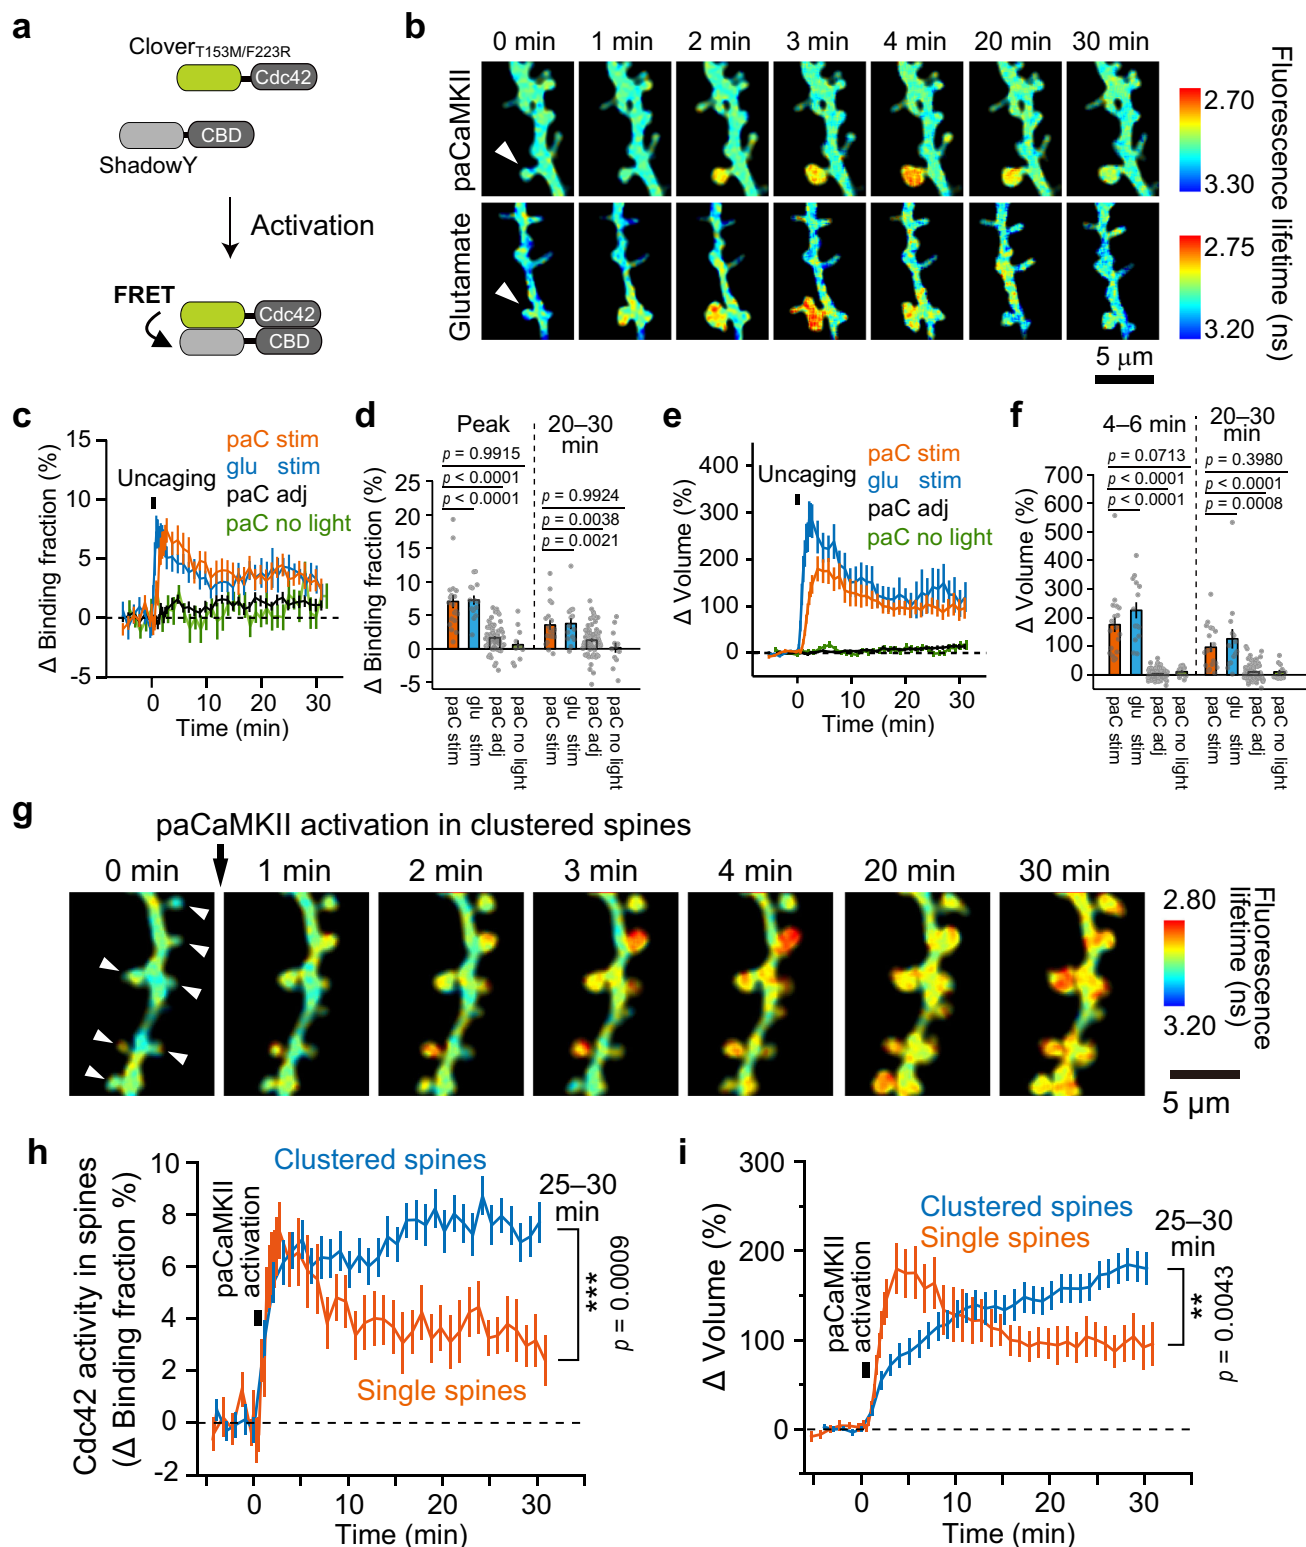 a
Clover T153M/F223R
Cdc42
CBD
ShadowY
Activation
FRET
Cdc42
CBD
b
0 min 1 min 2 min 3 min 4 min 20 min 30 min
paCaMKII
Glutamate
2.70
3.30
2.75
3.20
Fluorescence lifetime (ns)
5 μm
c
Δ Binding fraction (%)
15
10
5
0
-5
Uncaging
paC stim
glu stim
paC adj
paC no light
0 10 20 30
Time (min)
d
Δ Binding fraction (%)
Peak
20–30
min
p = 0.9915
p < 0.0001
p < 0.0001
p = 0.9924
p = 0.0038
p = 0.0021
25
20
15
10
5
0
-5
paC stim
glu stim
paC adj
paC no light
paC stim
glu stim
paC adj
paC no light
e
Δ Volume (%)
400
300
200
100
0
Uncaging
paC stim
glu stim
paC adj
paC no light
0 10 20 30
Time (min)
f
Δ Volume (%)
4–6 min
20–30
min
p = 0.0713
p < 0.0001
p < 0.0001
p = 0.3980
p < 0.0001
p = 0.0008
700
600
500
400
300
200
100
0
paC stim
glu stim
paC adj
paC no light
paC stim
glu stim
paC adj
paC no light
g
paCaMKII activation in clustered spines
0 min 1 min 2 min 3 min 4 min 20 min 30 min
2.80
3.20
Fluorescence
lifetime (ns)
5 μm
h
Cdc42 activity in spines
(Δ Binding fraction %)
10
8
6
4
2
0
-2
paCaMKII
activation
Clustered spines
Single spines
25–30
min
***
p = 0.0009
0 10 20 30
Time (min)
i
Δ Volume (%)
300
200
100
0
paCaMKII
activation
Clustered spines
Single spines
25–30
min
**
p = 0.0043
0 10 20 30
Time (min)